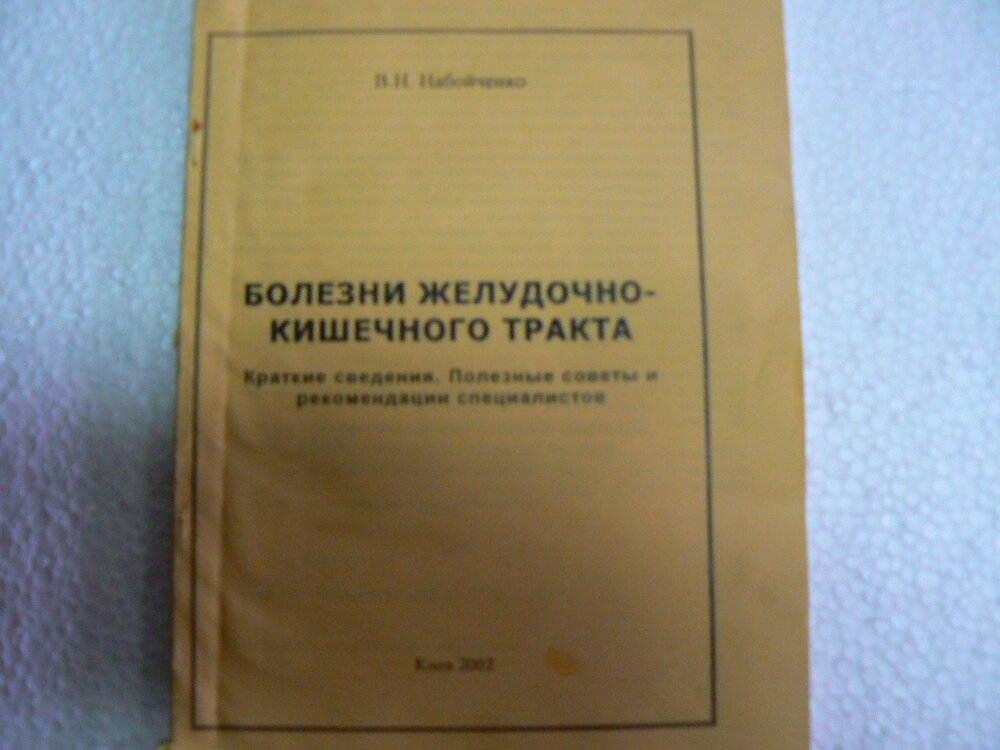 В.Н. Набойченко
БОЛЕЗНИ ЖЕЛУДОЧНО-
КИШЕЧНОГО ТРАКТА
Краткие сведения. Полезные советы и
рекомендации специалистов
Киев 2002